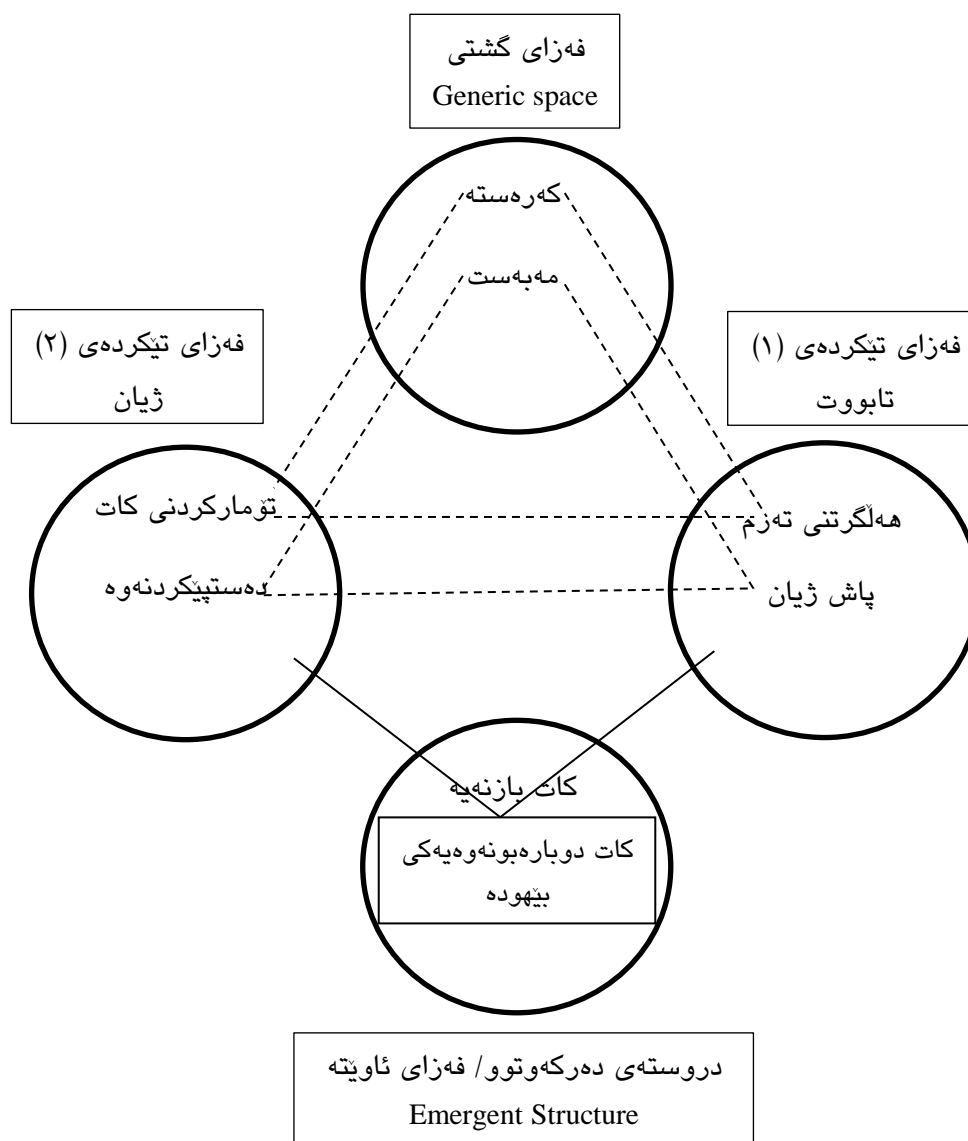 فەزای گشتی
Generic space
کەرەستە
مەبەست
فەزای تێکردەی (١)
تابووت
فەزای تێکردەی (٢)
ژیان
هەڵگرتنی تەرم
تۆمارکردنی کات
پاش ژیان
دەستپێکردنەوە
کات بازنەیە
کات دوبارەبونەوەیەکی
بێهودە
دروستەی دەرکەوتوو/ فەزای ئاوێتە
Emergent Structure